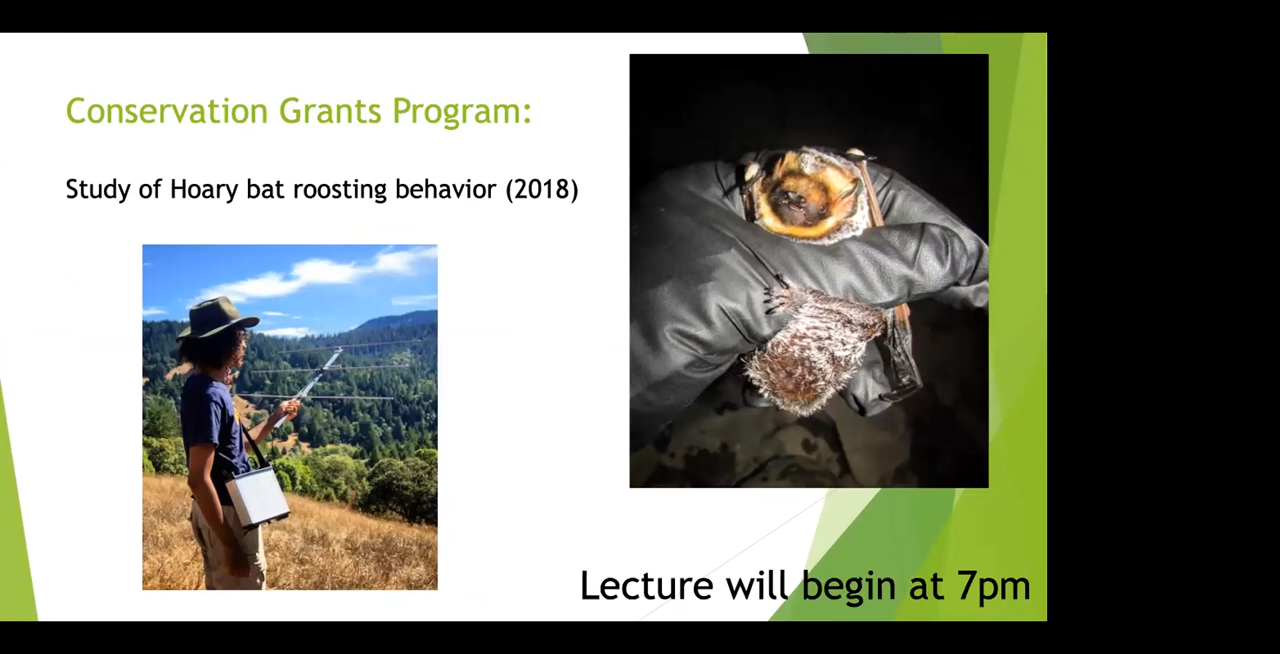 Conservation Grants Program:
Study of Hoary bat roosting behavior (2018)
Lecture will begin at 7pm